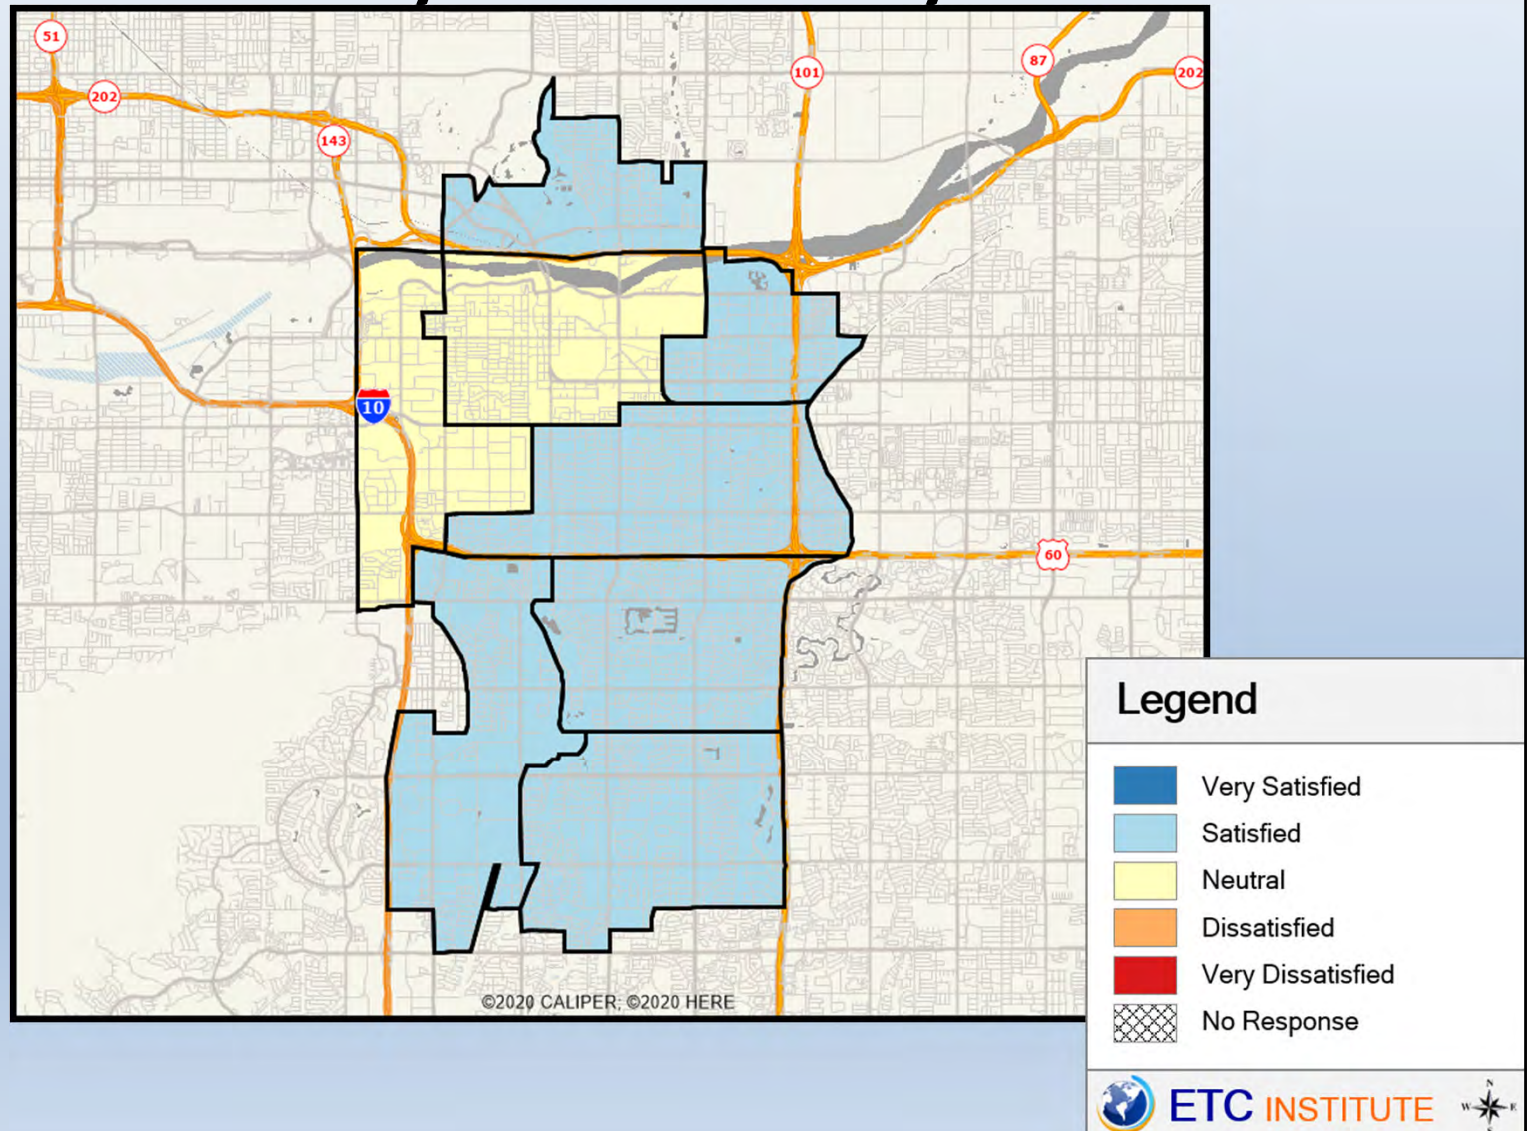 51
202
143
101
87
202
10
60
©2020 CALIPER; ©2020 HERE
Legend
Very Satisfied
Satisfied
Neutral
Dissatisfied
Very Dissatisfied
No Response
ETC INSTITUTE
N
W E
S